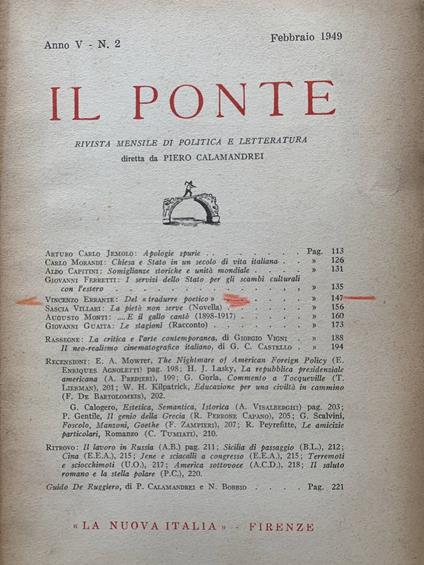 Anno V - N. 2 Febbraio 1949
IL PONTE
RIVISTA MENSILE DI POLITICA E LETTERATURA
diretta da PIERO CALAMANDREI
ARTURO CARLO JEMOLO: Apologie spurie . . . . . . . Pag. 113
CARLO MORANDI: Chiesa e Stato in un secolo di vita italiana . . . » 126
ALDO CAPITINI: Somiglianze storiche e unità mondiale . . . . » 131
GIOVANNI FERRETTI: I servizi dello Stato per gli scambi culturali
con l'estero . . . . . . . . . . . . » 135
VINCENZO ERRANTE: Del « tradurre poetico » . . . . » 147
SASCIA VILLARI: La pietà non serve (Novella) . . . . . » 156
AUGUSTO MONTI: ....E il gallo cantò (1898-1917) . . . . . » 160
GIOVANNI GUAITA: Le stagioni (Racconto) . . . . . . » 173
RASSEGNE: La critica e l'arte contemporanea, di GIORGIO VIGNI . . » 188
Il neo-realismo cinematografico italiano, di G. C. CASTELLO . . » 194
RECENSIONI: E. A. MOWRER, The Nightmare of American Foreign Policy (E.
ENRIQUES AGNOLETTI) pag. 198; H. J. LASKY, La repubblica presidenziale
americana (A. PREDIERI), 199; G. GORLA, Commento a Tocqueville (T.
LIERMAN), 201; W. H. KILPATRICK, Educazione per una civiltà in cammino
(F. DE BARTOLOMEIS), 202.
G. CALOGERO, Estetica, Semantica, Istorica (A. VISALBERGHI) pag. 203;
P. GENTILE, Il genio della Grecia (R. PERRONE CAPANO), 205; G. SCALVINI,
Foscolo, Manzoni, Goethe (F. ZAMPIERI), 207; R. PEYREFITTE, Le amicizie
particolari, Romanzo (C. TUMIATI), 210.
RITROVO: Il lavoro in Russia (A.B.) pag. 211; Sicilia di passaggio (B.L.), 212;
Cina (E.E.A.), 215; Jene e sciacalli a congresso (E.E.A.), 215; Terremoti
e sciocchimoti (U.O.), 217; America sottovoce (A.C.D.), 218; Il saluto
romano e la stella polare (P.C.), 220.
Guido De Ruggiero, di P. CALAMANDREI e N. BOBBIO . . . Pag. 221
« LA NUOVA ITALIA » - FIRENZE